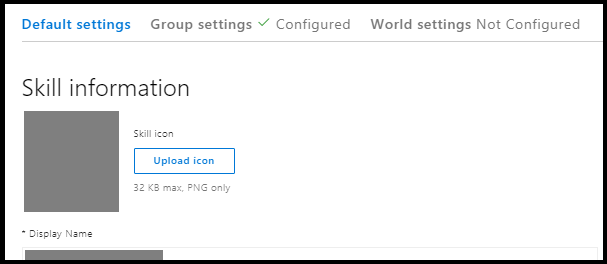 Default settings Group settings ✓ Configured World settings Not Configured
Skill information
Skill icon
Upload icon
32 KB max, PNG only
* Display Name